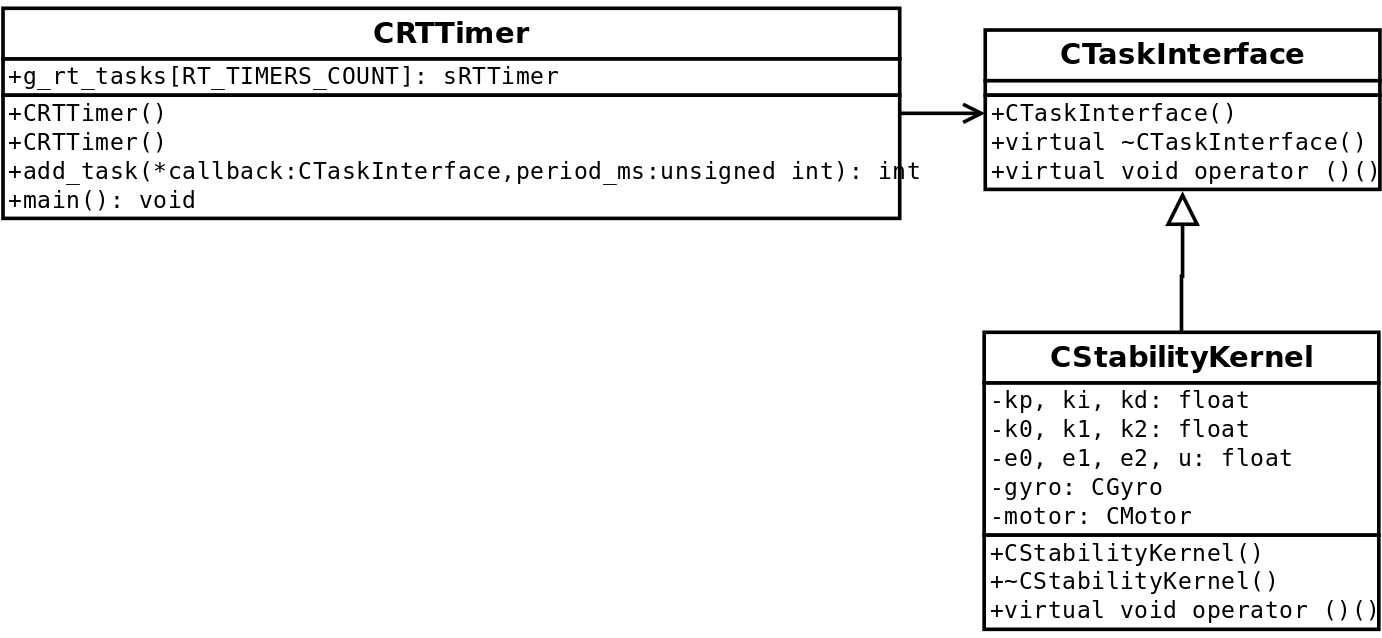 CRTTimer
+g_rt_tasks[RT_TIMERS_COUNT]: sRTTimer
+CRTTimer()
+CRTTimer()
+add_task(*callback:CTaskInterface,period_ms:unsigned int): int
+main(): void
CTaskInterface
+CTaskInterface()
+virtual ~CTaskInterface()
+virtual void operator ()()
CStabilityKernel
-kp, ki, kd: float
-k0, k1, k2: float
-e0, e1, e2, u: float
-gyro: CGyro
-motor: CMotor
+CStabilityKernel()
+~CStabilityKernel()
+virtual void operator ()()